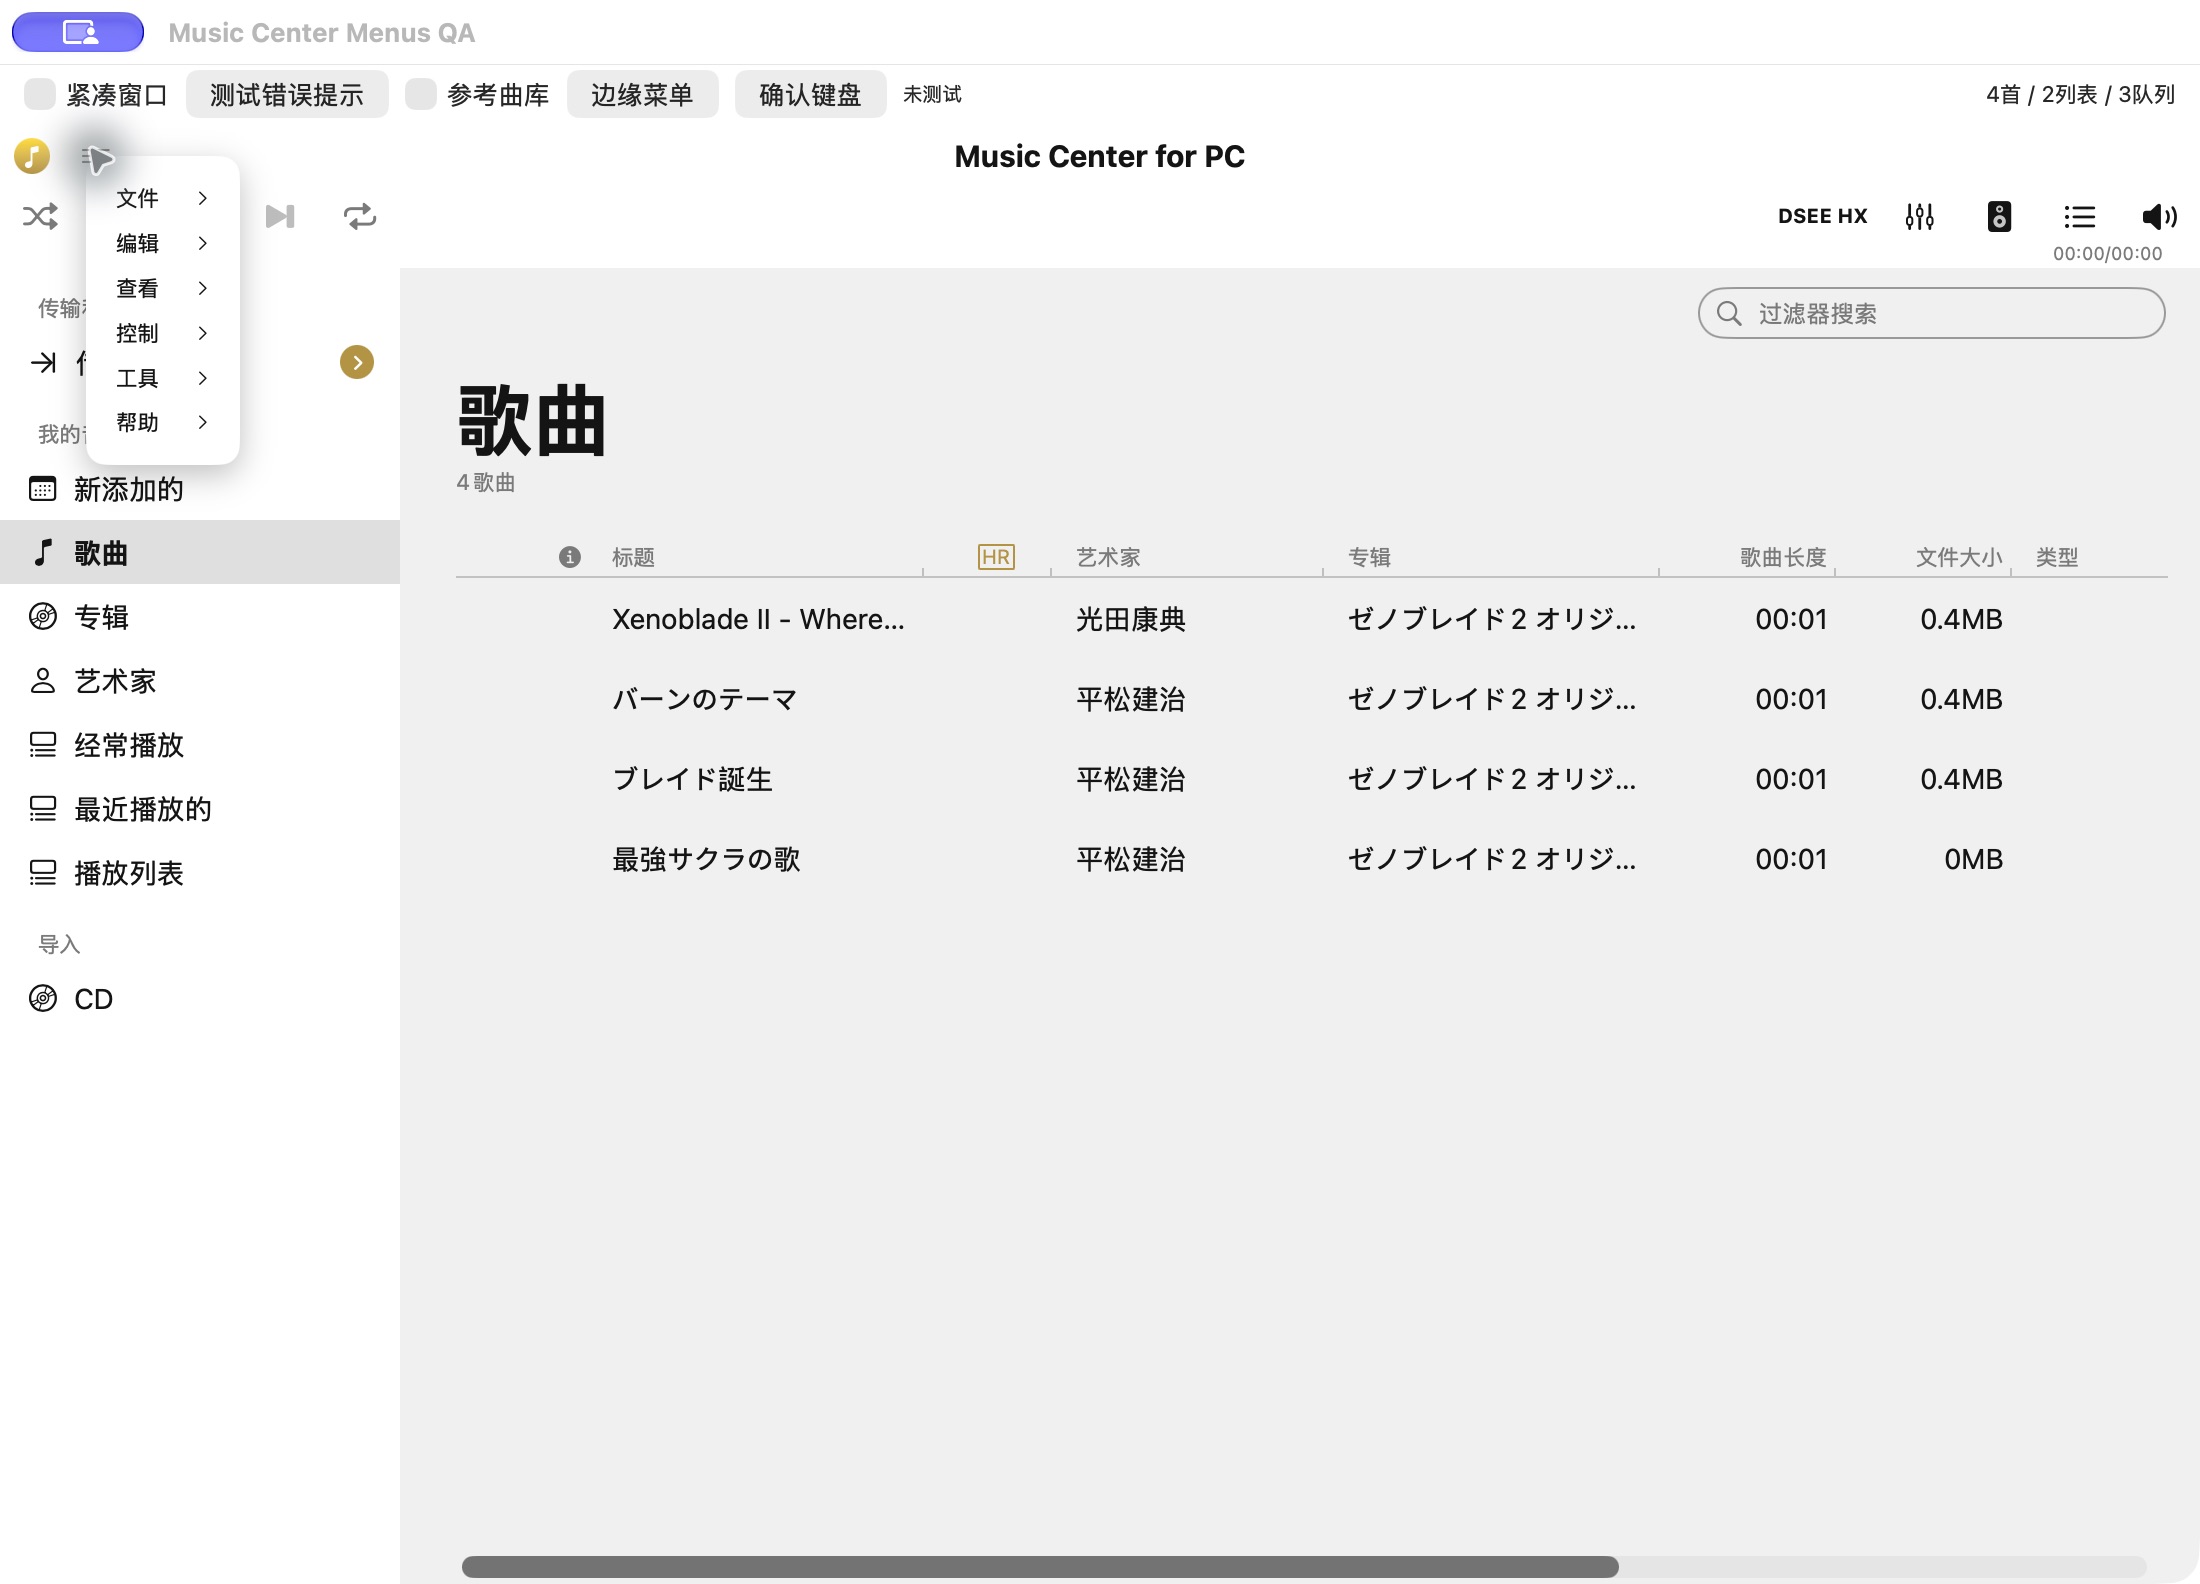 Music Center Menus QA
紧凑窗口 测试错误提示 参考曲库 边缘菜单 确认键盘 未测试 4首 / 2列表 / 3队列
Music Center for PC
文件
编辑
查看
控制
工具
帮助
DSEE HX
00:00/00:00
传输
我的
新添加的
歌曲
专辑
艺术家
经常播放
最近播放的
播放列表
导入
CD
过滤器搜索
歌曲
4歌曲
标题 HR 艺术家 专辑 歌曲长度 文件大小 类型
Xenoblade II - Where... 光田康典 ゼノブレイド2 オリジ... 00:01 0.4MB
バーンのテーマ 平松建治 ゼノブレイド2 オリジ... 00:01 0.4MB
ブレイド誕生 平松建治 ゼノブレイド2 オリジ... 00:01 0.4MB
最強サクラの歌 平松建治 ゼノブレイド2 オリジ... 00:01 0MB